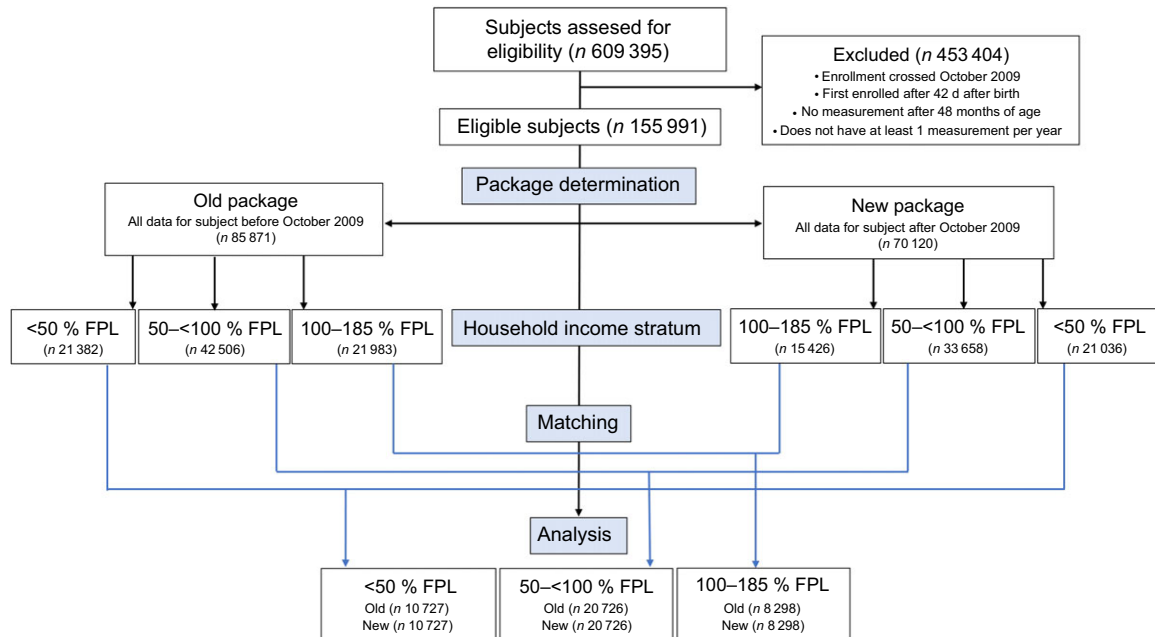 Subjects assesed for
eligibility (n 609 395)
Excluded (n 453 404)
• Enrollment crossed October 2009
• First enrolled after 42 d after birth
• No measurement after 48 months of age
• Does not have at least 1 measurement per year
Eligible subjects (n 155 991)
Package determination
Old package
All data for subject before October 2009
(n 85 871)
New package
All data for subject after October 2009
(n 70 120)
<50 % FPL
(n 21 382)
50–<100 % FPL
(n 42 506)
100–185 % FPL
(n 21 983)
Household income stratum
100–185 % FPL
(n 15 426)
50–<100 % FPL
(n 33 658)
<50 % FPL
(n 21 036)
Matching
Analysis
<50 % FPL
Old (n 10 727)
New (n 10 727)
50–<100 % FPL
Old (n 20 726)
New (n 20 726)
100–185 % FPL
Old (n 8 298)
New (n 8 298)